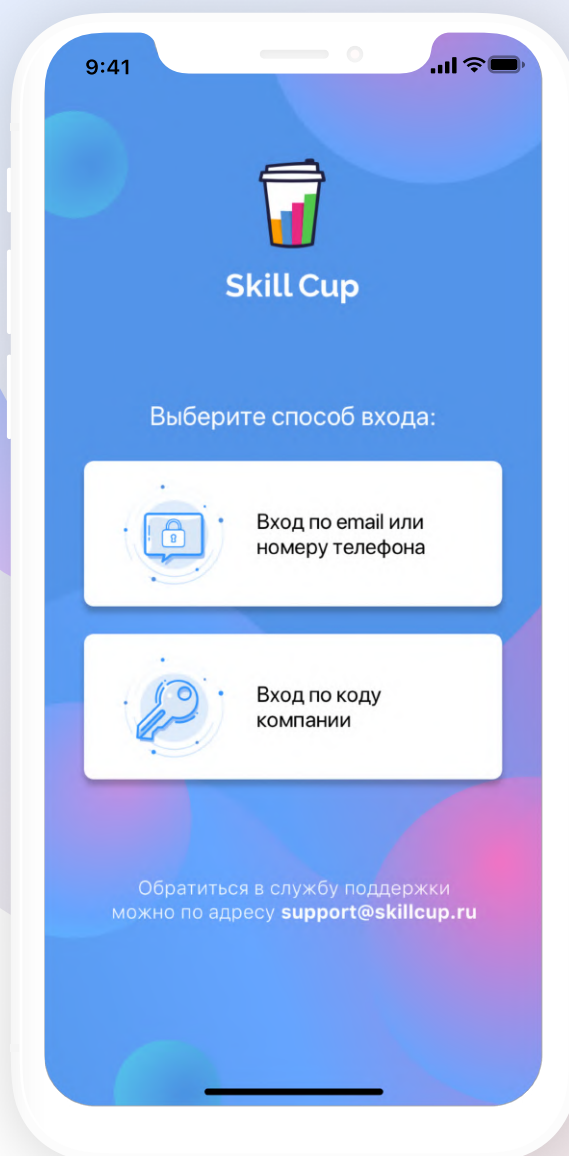 9:41
Skill Cup
Выберите способ входа:
Вход по email или
номеру телефона
Вход по коду
компании
Обратиться в службу поддержки
можно по адресу support@skillcup.ru